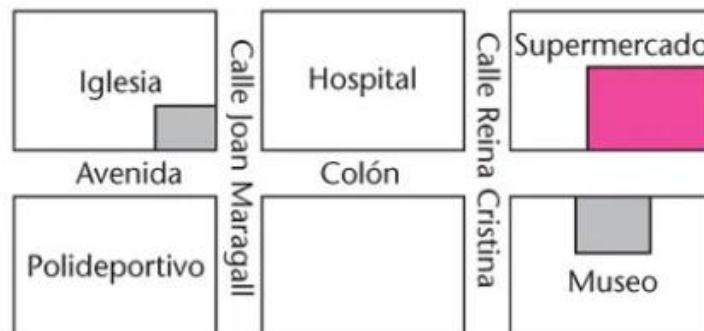 Supermercado
Iglesia
Hospital
Calle Joan Maragall
Calle Reina Cristina
Avenida Colón
Polideportivo
Museo